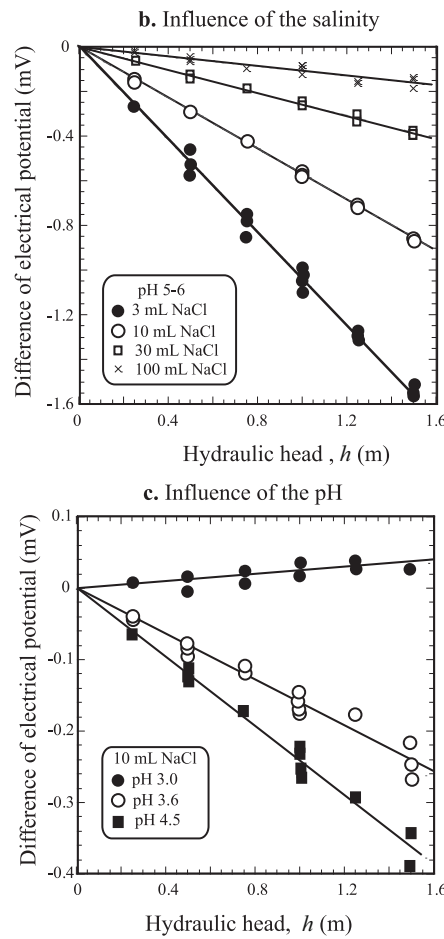 b. Influence of the salinity
Difference of electrical potential (mV)
0
-0.4
-0.8
-1.2
-1.6
pH 5-6
3 mL NaCl
10 mL NaCl
30 mL NaCl
100 mL NaCl
0 0.4 0.8 1.2 1.6
Hydraulic head , h (m)
c. Influence of the pH
Difference of electrical potential (mV)
0.1
0
-0.1
-0.2
-0.3
-0.4
10 mL NaCl
pH 3.0
pH 3.6
pH 4.5
0 0.4 0.8 1.2 1.6
Hydraulic head, h (m)